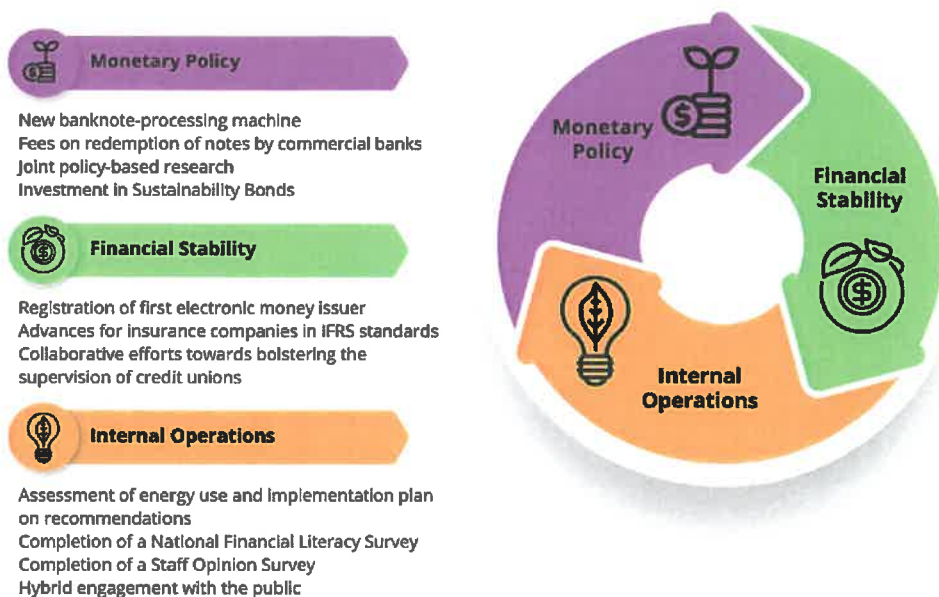 Monetary Policy
New banknote-processing machine
Fees on redemption of notes by commercial banks
Joint policy-based research
Investment in Sustainability Bonds
Financial Stability
Registration of first electronic money issuer
Advances for insurance companies in IFRS standards
Collaborative efforts towards bolstering the
supervision of credit unions
Internal Operations
Assessment of energy use and implementation plan
on recommendations
Completion of a National Financial Literacy Survey
Completion of a Staff Opinion Survey
Hybrid engagement with the public
Monetary
Policy
Financial
Stability
Internal
Operations